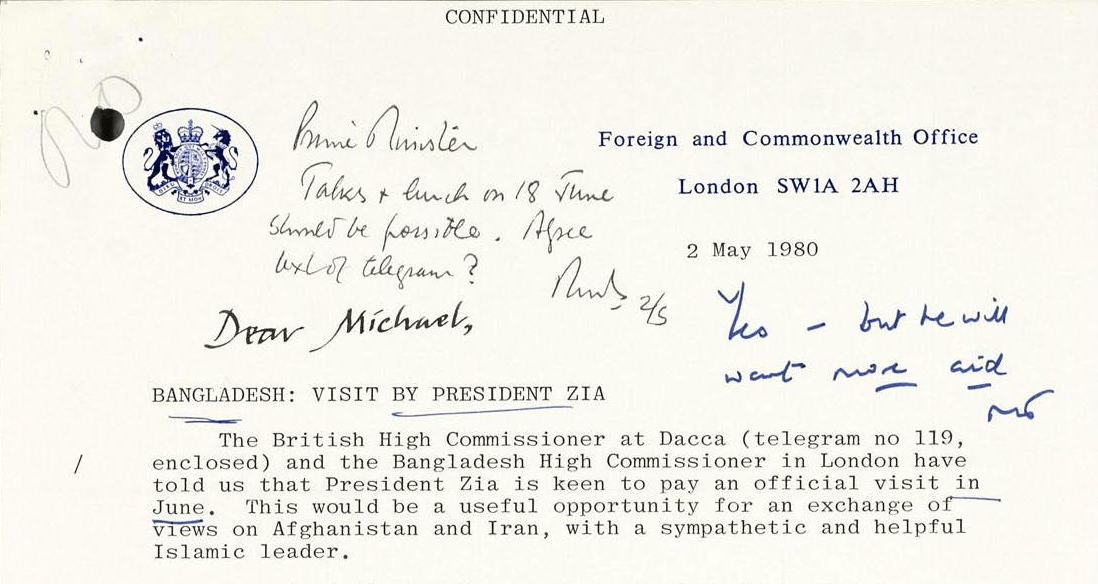 CONFIDENTIAL
Prime Minister
Talks + lunch on 18 June
should be possible. Agree
text of telegram?
2/5
Foreign and Commonwealth Office
London SW1A 2AH
2 May 1980
Yes - but he will
want more aid
Dear Michael,
BANGLADESH: VISIT BY PRESIDENT ZIA
The British High Commissioner at Dacca (telegram no 119,
/ enclosed) and the Bangladesh High Commissioner in London have
told us that President Zia is keen to pay an official visit in
June. This would be a useful opportunity for an exchange of
views on Afghanistan and Iran, with a sympathetic and helpful
Islamic leader.